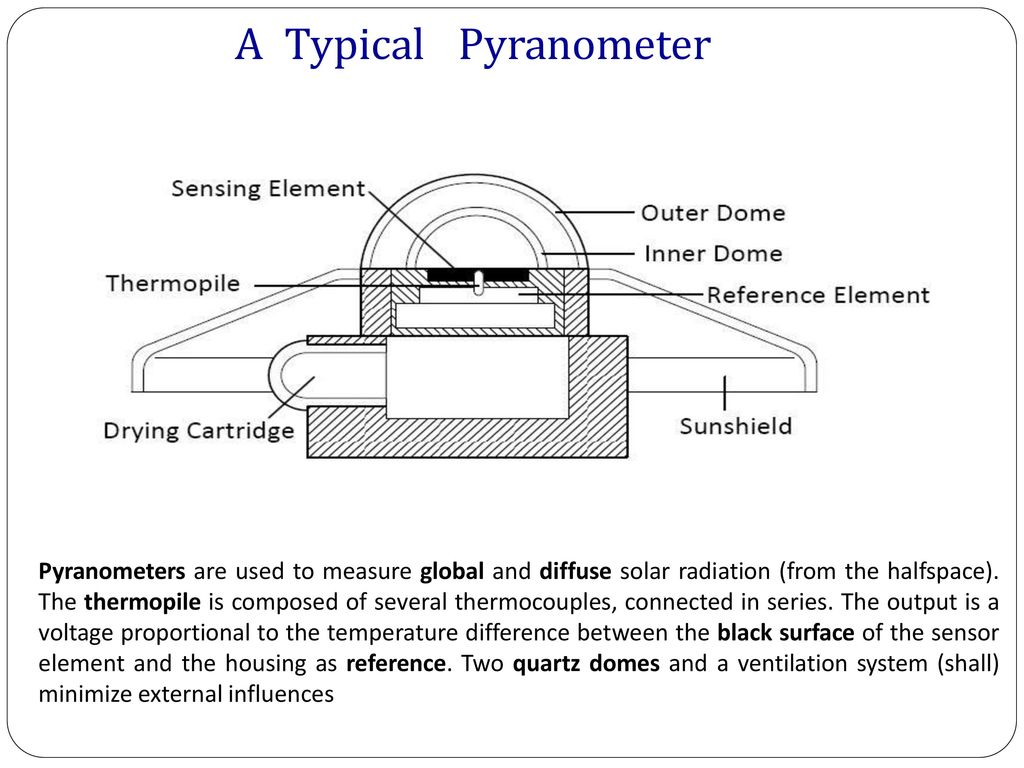 A Typical Pyranometer
Sensing Element
Outer Dome
Inner Dome
Thermopile
Reference Element
Drying Cartridge
Sunshield
Pyranometers are used to measure global and diffuse solar radiation (from the halfspace).
The thermopile is composed of several thermocouples, connected in series. The output is a
voltage proportional to the temperature difference between the black surface of the sensor
element and the housing as reference. Two quartz domes and a ventilation system (shall)
minimize external influences